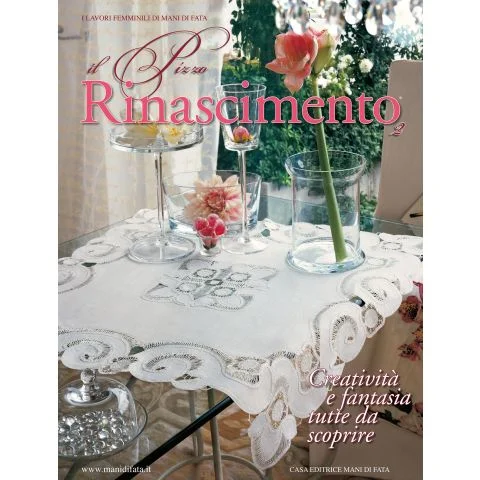 I LAVORI FEMMINILI DI MANI DI FATA
il Pizzo
Rinascimento
2
Creatività
e fantasia
tutte da
scoprire
www.manidifata.it
CASA EDITRICE MANI DI FATA